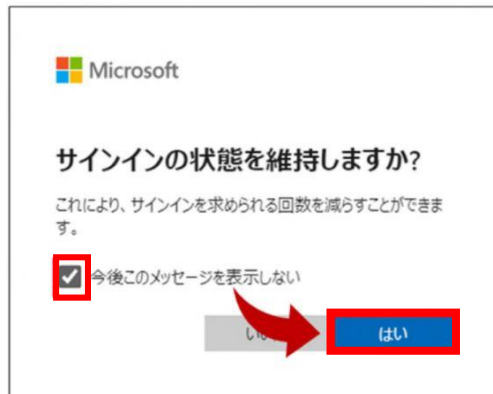 Microsoft
サインインの状態を維持しますか?
これにより、サインインを求められる回数を減らすことができま
す。
今後このメッセージを表示しない
はい